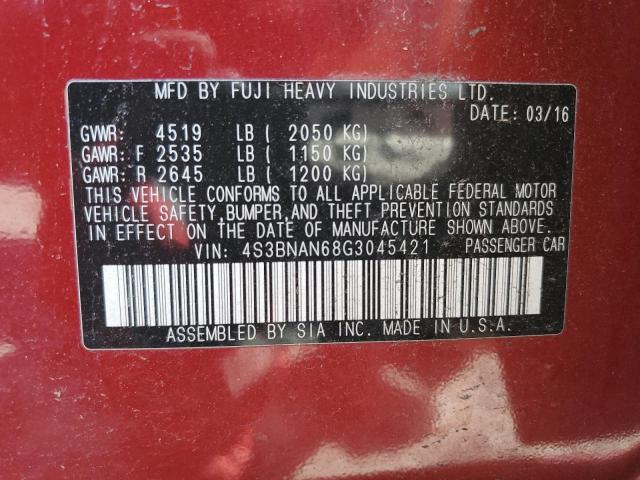 MFD BY FUJI HEAVY INDUSTRIES LTD.
DATE: 03/16
GVWR: 4519 LB ( 2050 KG)
GAWR: F 2535 LB ( 1150 KG)
GAWR: R 2645 LB ( 1200 KG)
THIS VEHICLE CONFORMS TO ALL APPLICABLE FEDERAL MOTOR
VEHICLE SAFETY, BUMPER, AND THEFT PREVENTION STANDARDS
IN EFFECT ON THE DATE OF MANUFACTURE SHOWN ABOVE.
VIN: 4S3BNAN68G3045421 PASSENGER CAR
ASSEMBLED BY SIA INC. MADE IN U.S.A.